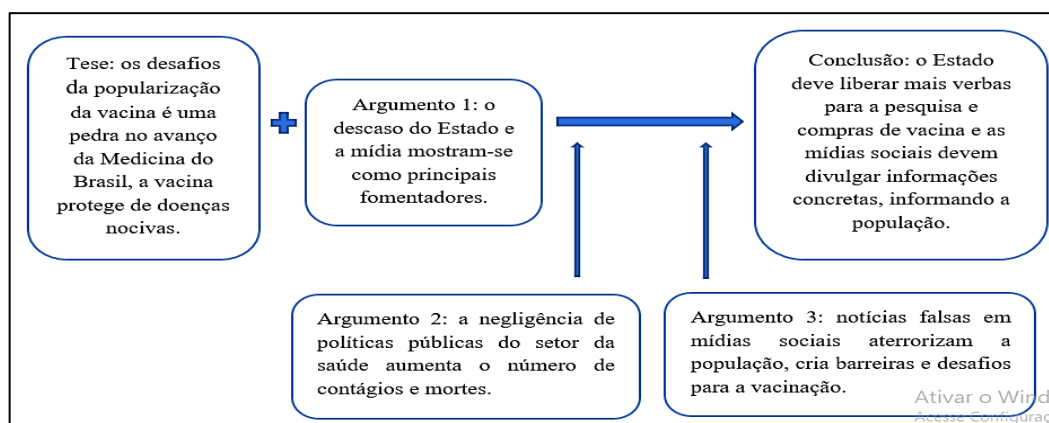 Tese: os desafios
da popularização
da vacina é uma
pedra no avanço
da Medicina do
Brasil, a vacina
protege de doenças
nocivas.
Argumento 1: o
descaso do Estado e
a mídia mostram-se
como principais
fomentadores.
Conclusão: o Estado
deve liberar mais verbas
para a pesquisa e
compras de vacina e as
mídias sociais devem
divulgar informações
concretas, informando a
população.
Argumento 2: a negligência de
políticas públicas do setor da
saúde aumenta o número de
contágios e mortes.
Argumento 3: notícias falsas em
mídias sociais aterrorizam a
população, cria barreiras e desafios
para a vacinação.
Ativar o Wind
Acesse Configuraç